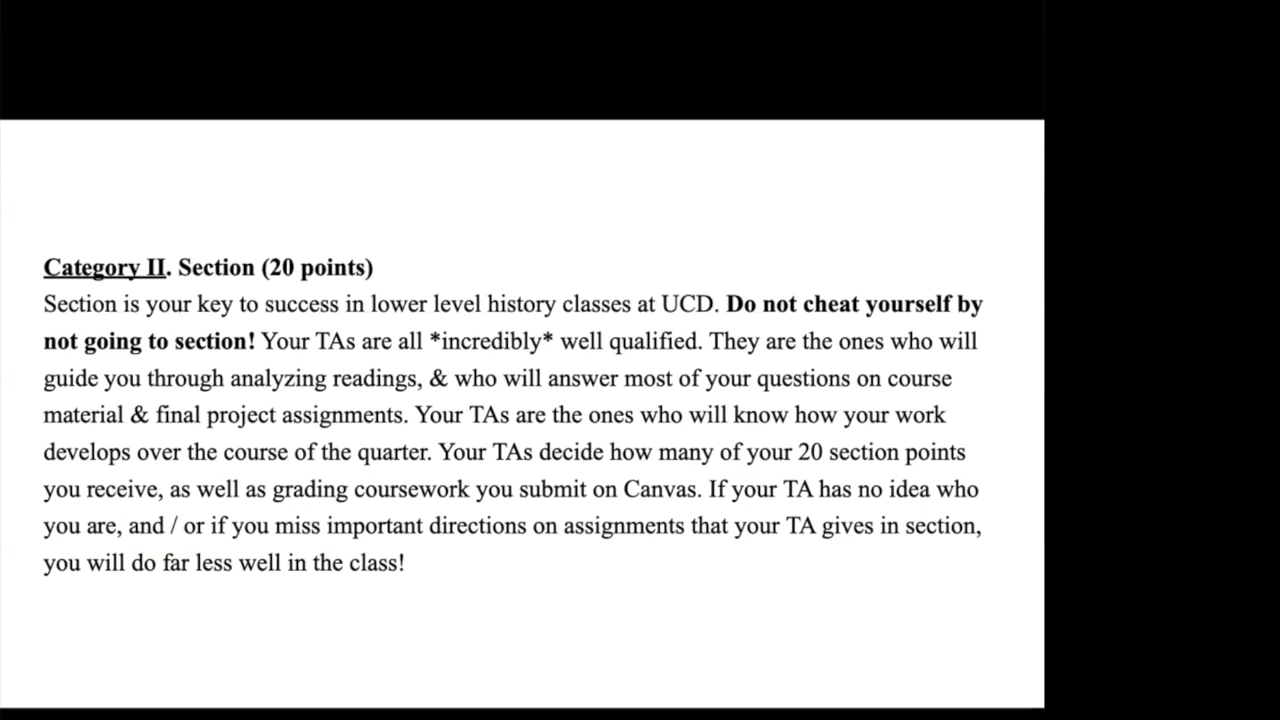 Category II. Section (20 points)
Section is your key to success in lower level history classes at UCD. Do not cheat yourself by
not going to section! Your TAs are all *incredibly* well qualified. They are the ones who will
guide you through analyzing readings, & who will answer most of your questions on course
material & final project assignments. Your TAs are the ones who will know how your work
develops over the course of the quarter. Your TAs decide how many of your 20 section points
you receive, as well as grading coursework you submit on Canvas. If your TA has no idea who
you are, and / or if you miss important directions on assignments that your TA gives in section,
you will do far less well in the class!